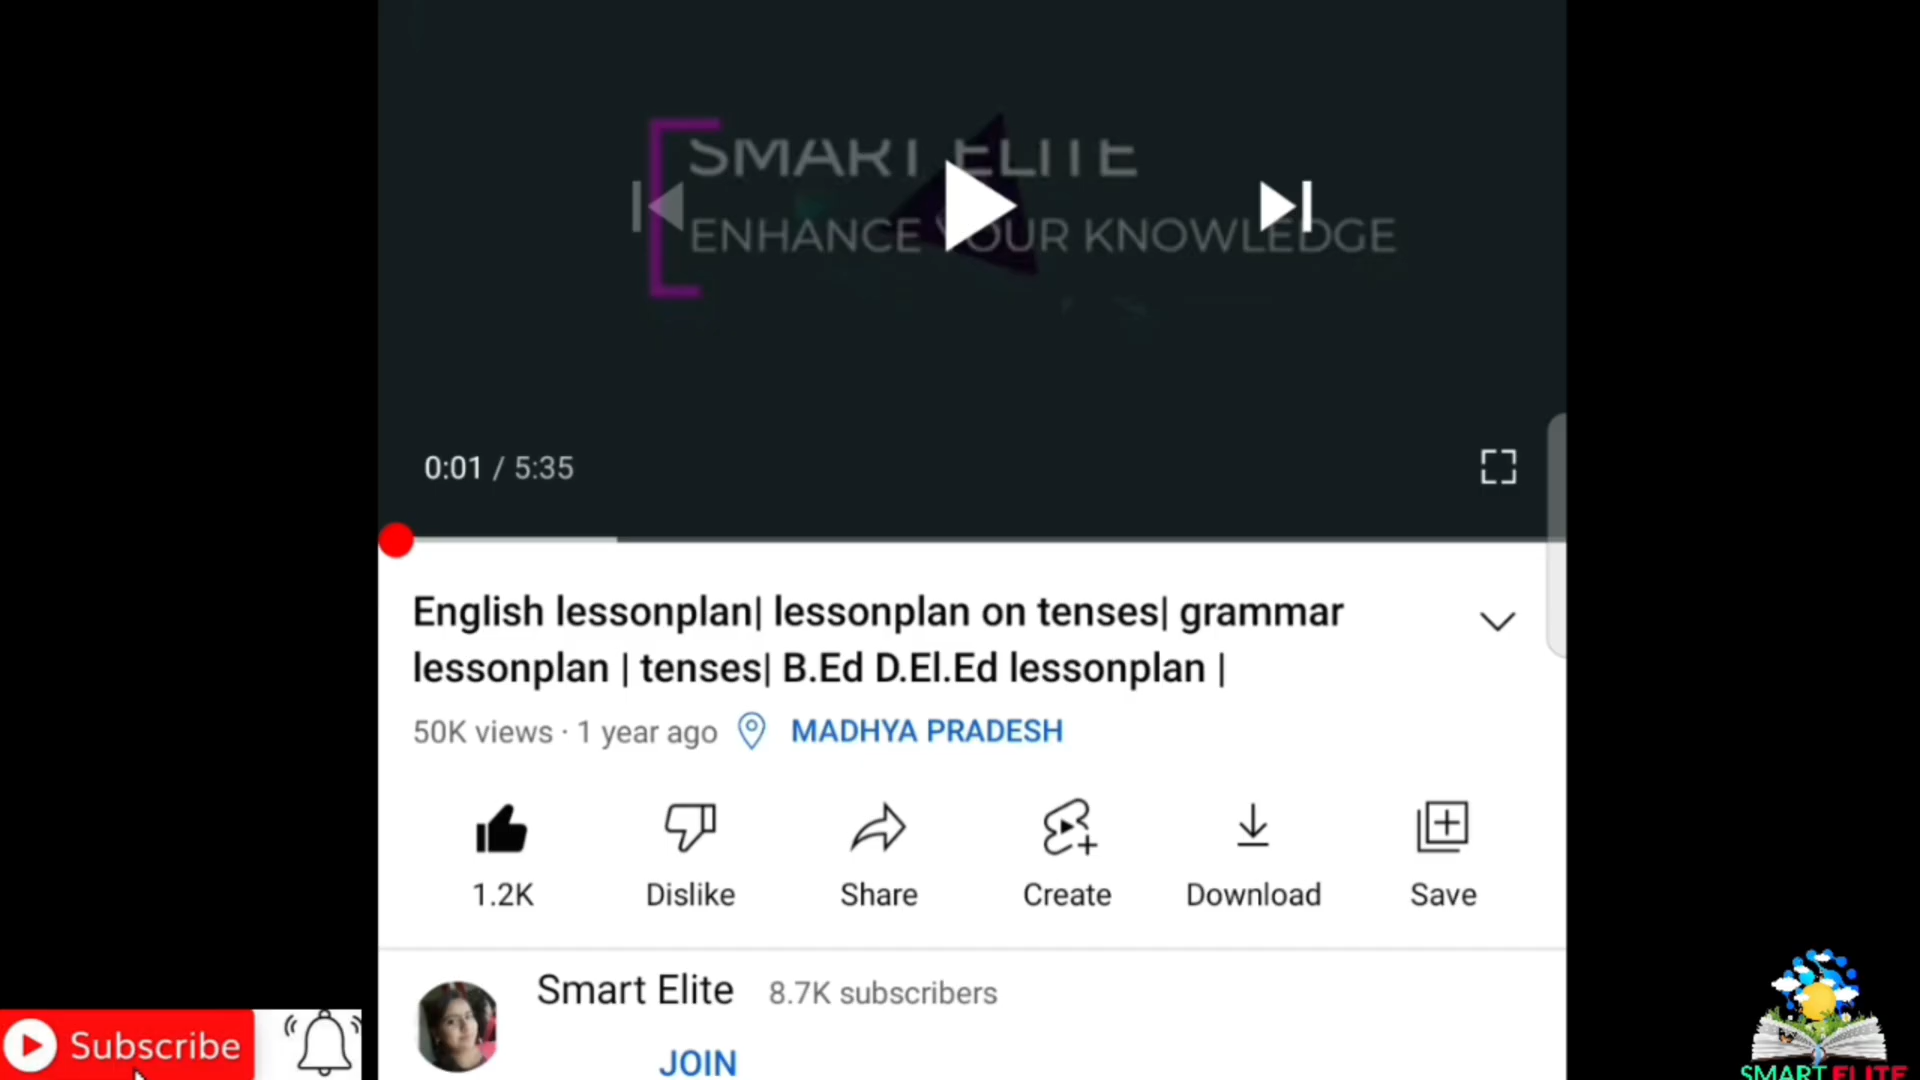 SMART ELITE
ENHANCE YOUR KNOWLEDGE
0:01 / 5:35
English lessonplan| lessonplan on tenses| grammar
lessonplan | tenses| B.Ed D.El.Ed lessonplan |
50K views · 1 year ago MADHYA PRADESH
1.2K Dislike Share Create Download Save
Smart Elite 8.7K subscribers
JOIN
Subscribe
SMART ELITE